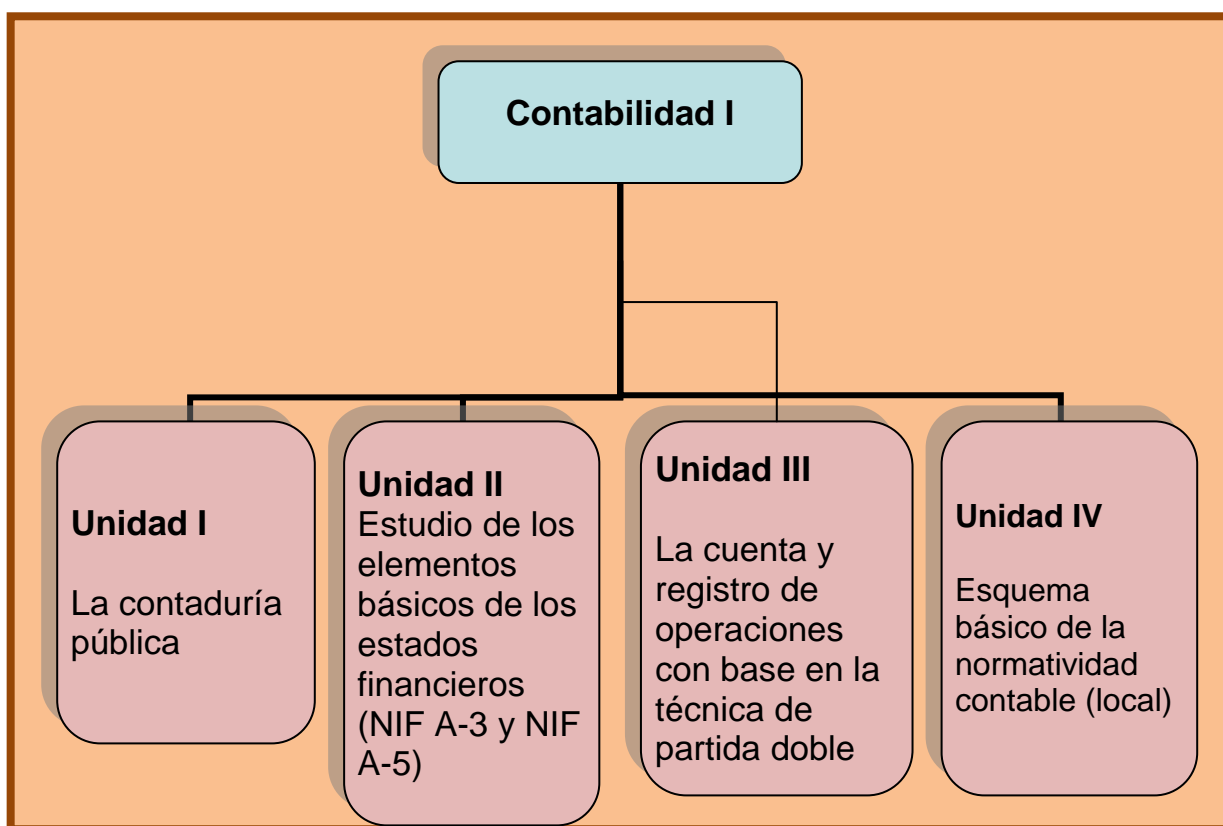 Contabilidad I
Unidad I
La contaduría
pública
Unidad II
Estudio de los
elementos
básicos de los
estados
financieros
(NIF A-3 y NIF
A-5)
Unidad III
La cuenta y
registro de
operaciones
con base en la
técnica de
partida doble
Unidad IV
Esquema
básico de la
normatividad
contable (local)